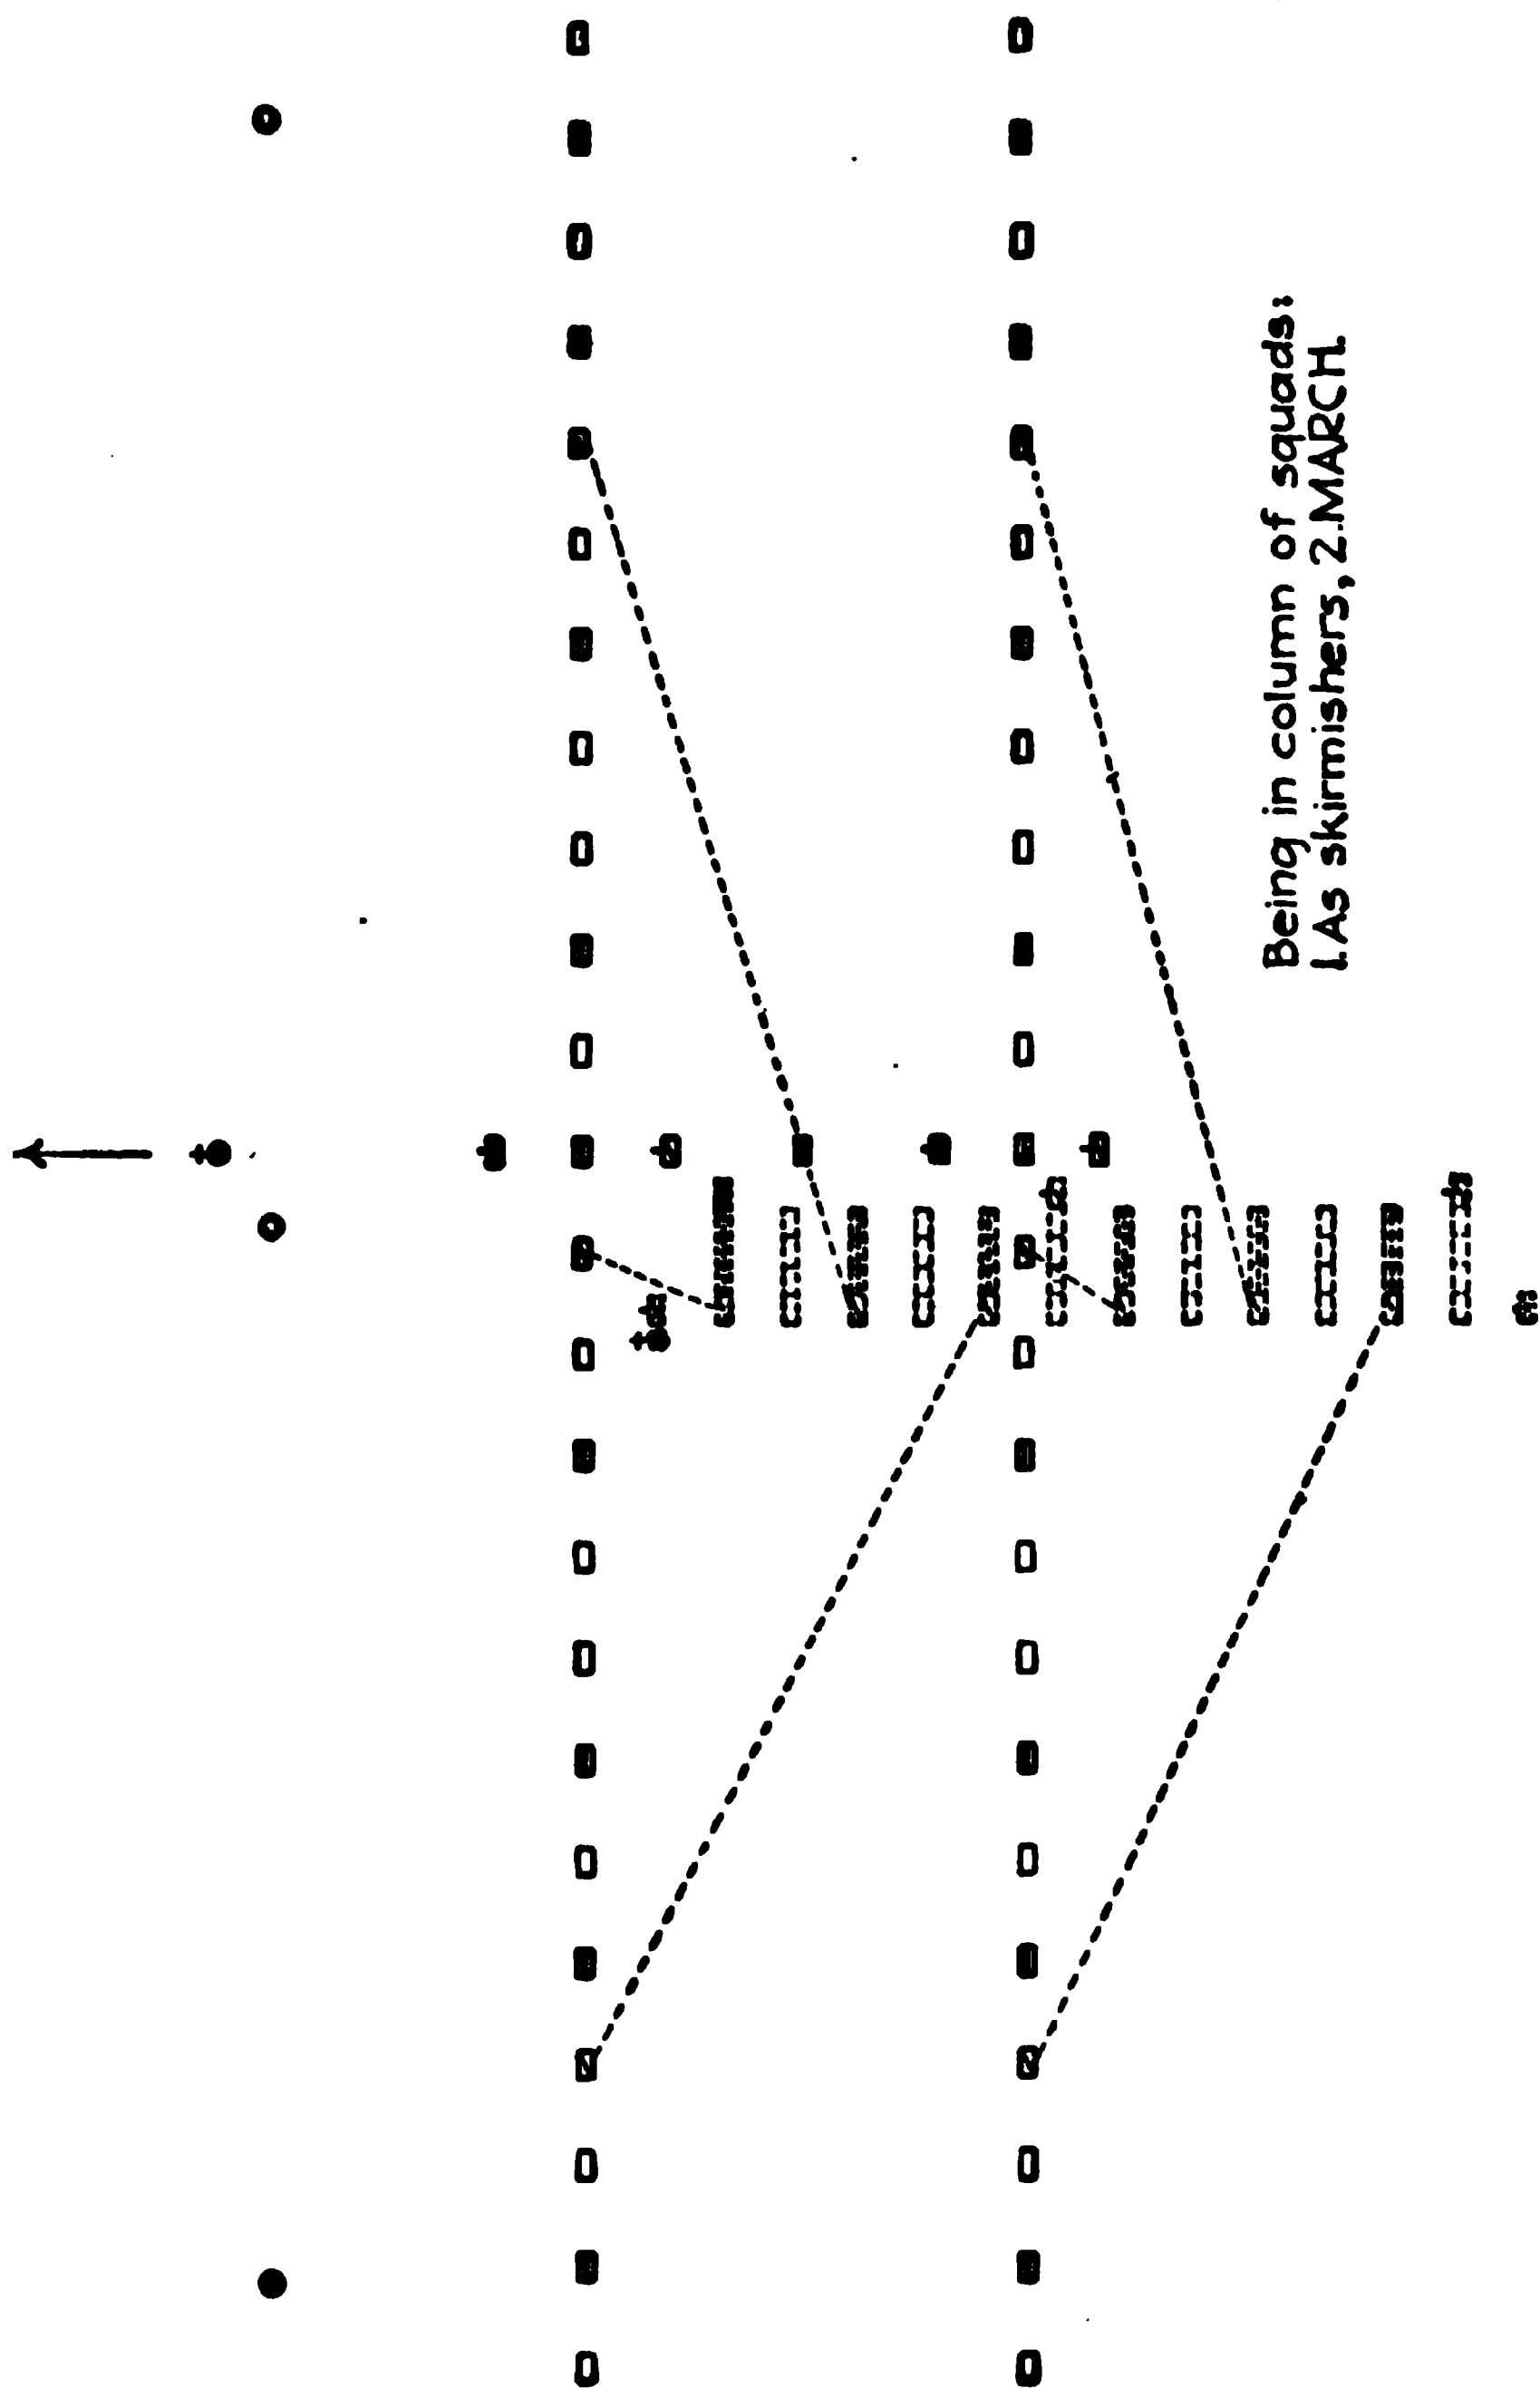 Being in column of squads:
1. As skirmishers, 2. MARCH.